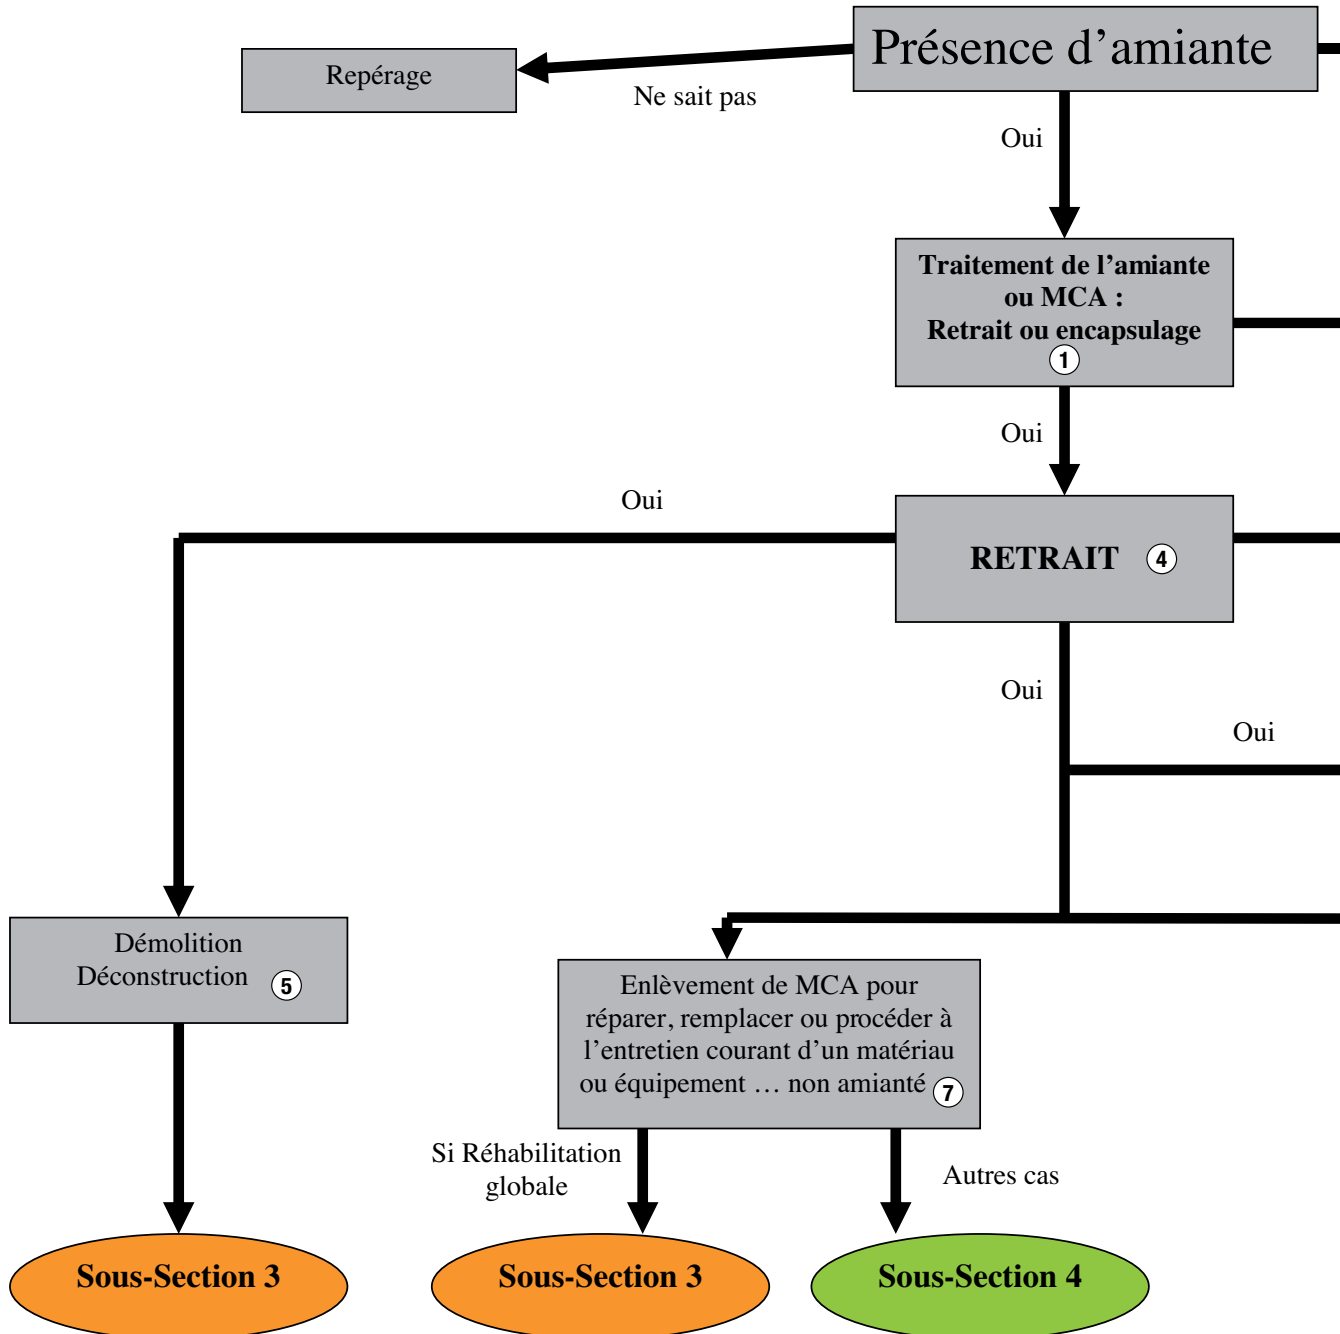 Présence d’amiante
Repérage
Ne sait pas
Oui
Traitement de l’amiante
ou MCA :
Retrait ou encapsulage
1
Oui
Oui
RETRAIT 4
Oui
Oui
Démolition
Déconstruction 5
Enlèvement de MCA pour
réparer, remplacer ou procéder à
l’entretien courant d’un matériau
ou équipement … non amianté 7
Si Réhabilitation
globale
Autres cas
Sous-Section 3
Sous-Section 3
Sous-Section 4